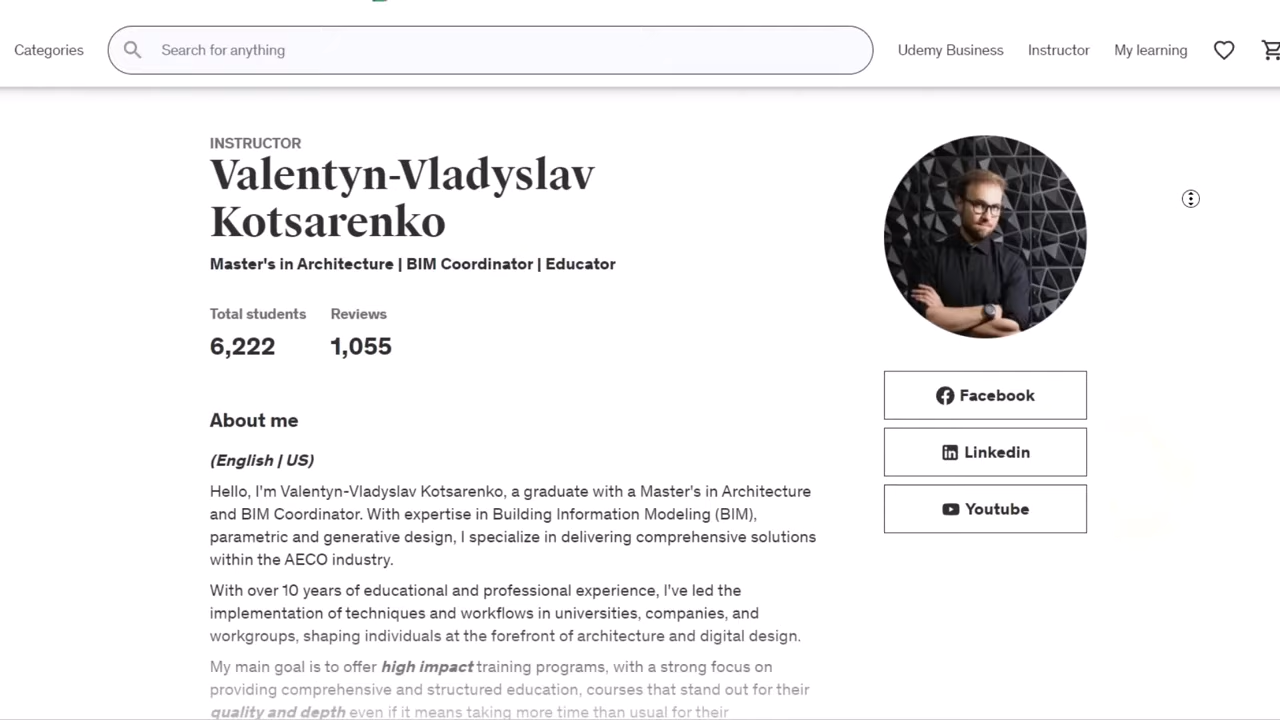 Categories
Search for anything
Udemy Business
Instructor
My learning
INSTRUCTOR
Valentyn-Vladyslav
Kotsarenko
Master's in Architecture | BIM Coordinator | Educator
Total students
Reviews
6,222
1,055
About me
(English | US)
Hello, I'm Valentyn-Vladyslav Kotsarenko, a graduate with a Master's in Architecture
and BIM Coordinator. With expertise in Building Information Modeling (BIM),
parametric and generative design, I specialize in delivering comprehensive solutions
within the AECO industry.
With over 10 years of educational and professional experience, I've led the
implementation of techniques and workflows in universities, companies, and
workgroups, shaping individuals at the forefront of architecture and digital design.
My main goal is to offer high impact training programs, with a strong focus on
providing comprehensive and structured education, courses that stand out for their
quality and depth even if it means taking more time than usual for their
Facebook
Linkedin
Youtube